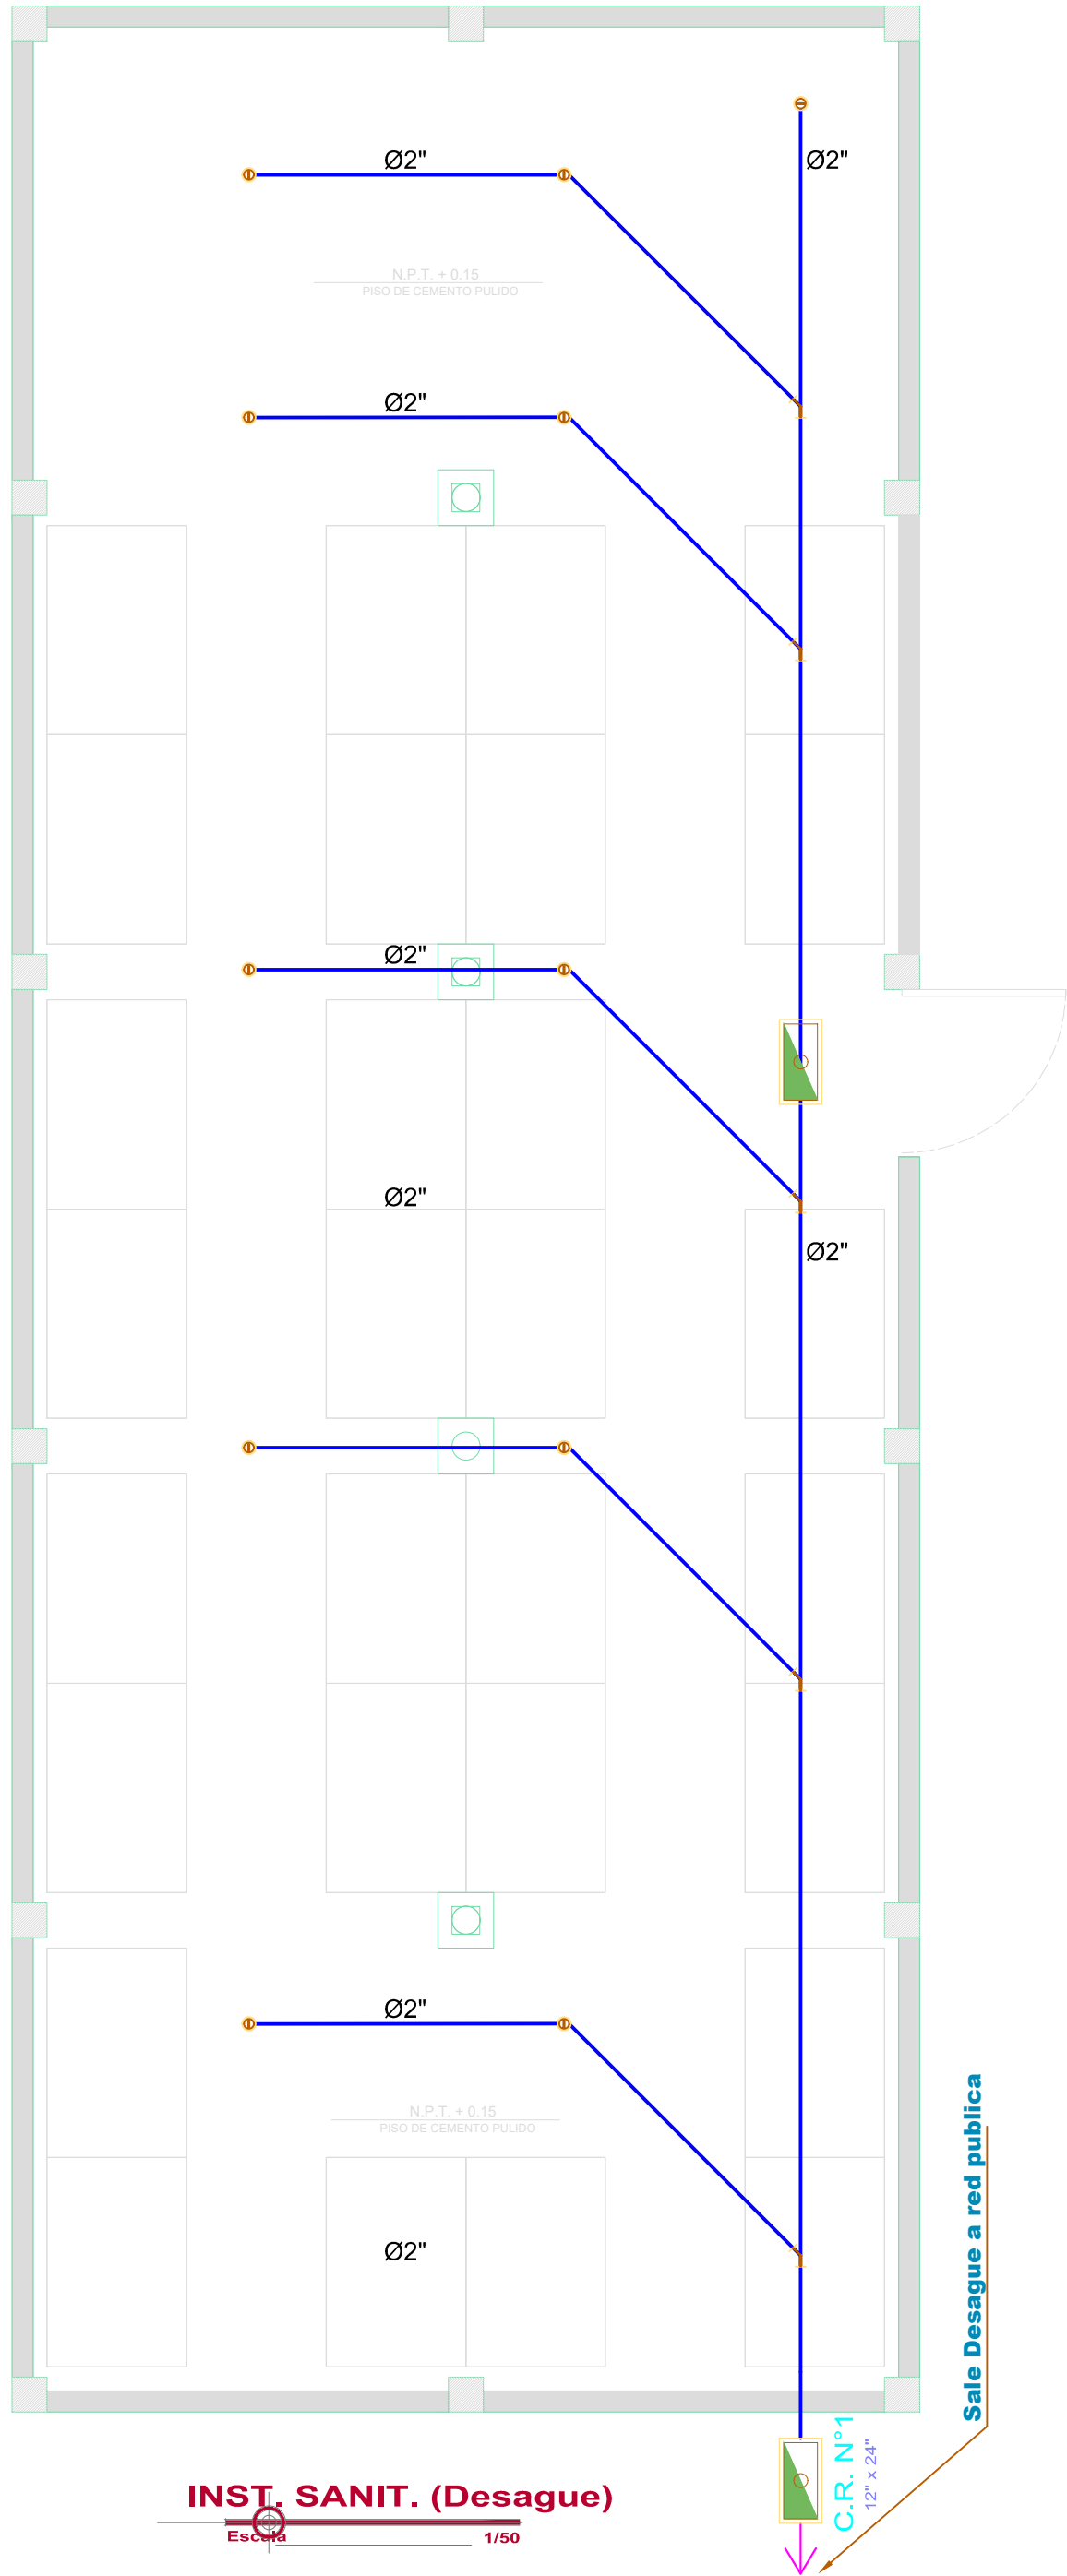 Ø2"
Ø2"
N.P.T. + 0.15
PISO DE CEMENTO PULIDO
Ø2"
Ø2"
Ø2"
Ø2"
Ø2"
N.P.T. + 0.15
PISO DE CEMENTO PULIDO
Ø2"
Sale Desague a red publica
C.R. N°1
12" x 24"
INST. SANIT. (Desague)
Escala 1/50